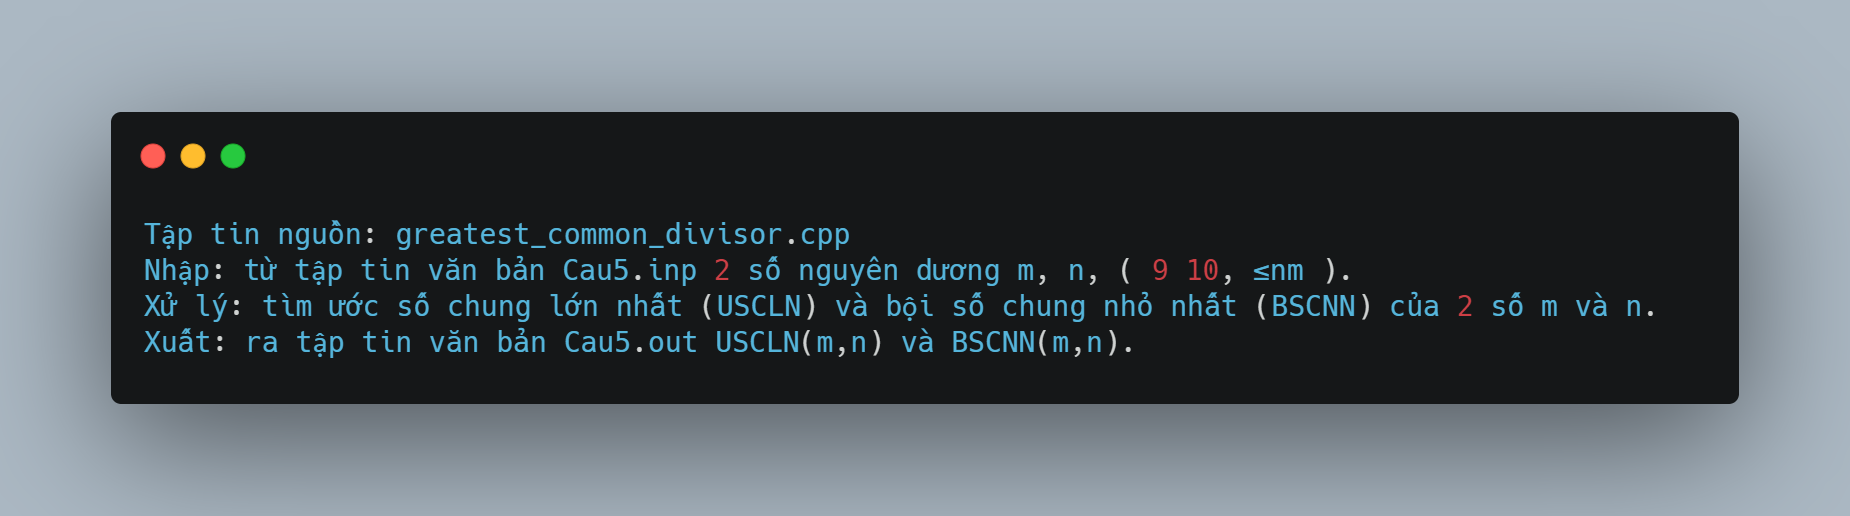 Tập tin nguồn: greatest_common_divisor.cpp
Nhập: từ tập tin văn bản Cau5.inp 2 số nguyên dương m, n, ( 9 10, ≤nm ).
Xử lý: tìm ước số chung lớn nhất (USCLN) và bội số chung nhỏ nhất (BSCNN) của 2 số m và n.
Xuất: ra tập tin văn bản Cau5.out USCLN(m,n) và BSCNN(m,n).